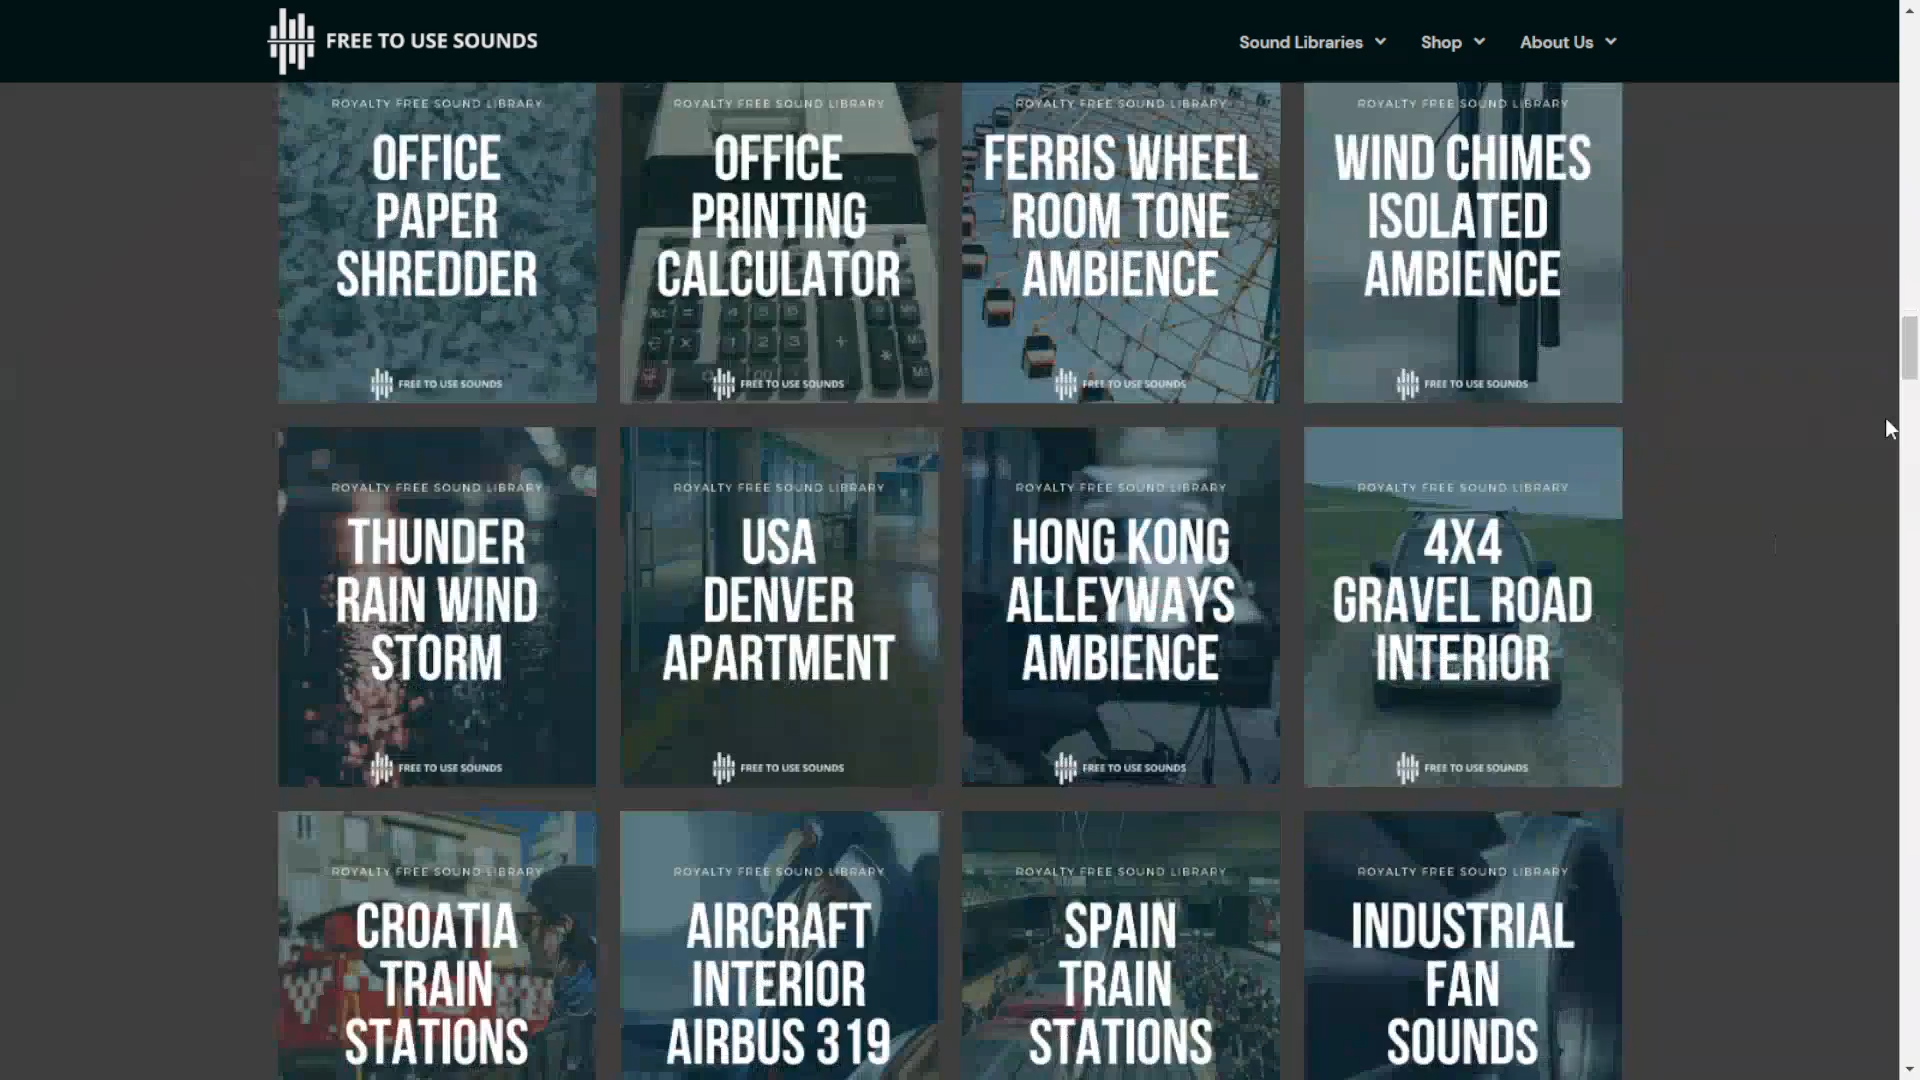 FREE TO USE SOUNDS
Sound Libraries
Shop
About Us
ROYALTY FREE SOUND LIBRARY
OFFICE
PAPER
SHREDDER
FREE TO USE SOUNDS
ROYALTY FREE SOUND LIBRARY
OFFICE
PRINTING
CALCULATOR
FREE TO USE SOUNDS
ROYALTY FREE SOUND LIBRARY
FERRIS WHEEL
ROOM TONE
AMBIENCE
FREE TO USE SOUNDS
ROYALTY FREE SOUND LIBRARY
WIND CHIMES
ISOLATED
AMBIENCE
FREE TO USE SOUNDS
ROYALTY FREE SOUND LIBRARY
THUNDER
RAIN WIND
STORM
FREE TO USE SOUNDS
ROYALTY FREE SOUND LIBRARY
USA
DENVER
APARTMENT
FREE TO USE SOUNDS
ROYALTY FREE SOUND LIBRARY
HONG KONG
ALLEYWAYS
AMBIENCE
FREE TO USE SOUNDS
ROYALTY FREE SOUND LIBRARY
4X4
GRAVEL ROAD
INTERIOR
FREE TO USE SOUNDS
ROYALTY FREE SOUND LIBRARY
CROATIA
TRAIN
STATIONS
ROYALTY FREE SOUND LIBRARY
AIRCRAFT
INTERIOR
AIRBUS 319
ROYALTY FREE SOUND LIBRARY
SPAIN
TRAIN
STATIONS
ROYALTY FREE SOUND LIBRARY
INDUSTRIAL
FAN
SOUNDS